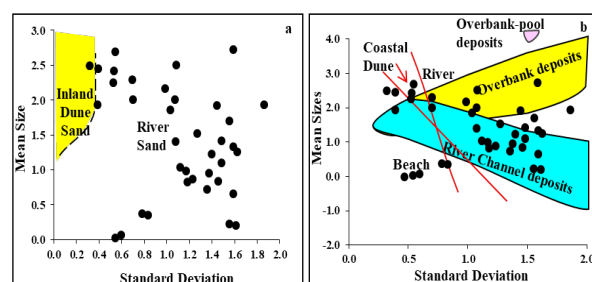 a
Mean Size
3.0
2.5
2.0
1.5
1.0
0.5
0.0
Inland
Dune
Sand
River
Sand
0.0 0.2 0.4 0.6 0.8 1.0 1.2 1.4 1.6 1.8 2.0
Standard Deviation
b
Overbank-pool
deposits
Coastal
Dune
River
Overbank deposits
Beach
River Channel deposits
Mean Sizes
4.0
3.0
2.0
1.0
0.0
-1.0
-2.0
0.0 0.5 1.0 1.5 2.0
Standard Deviation